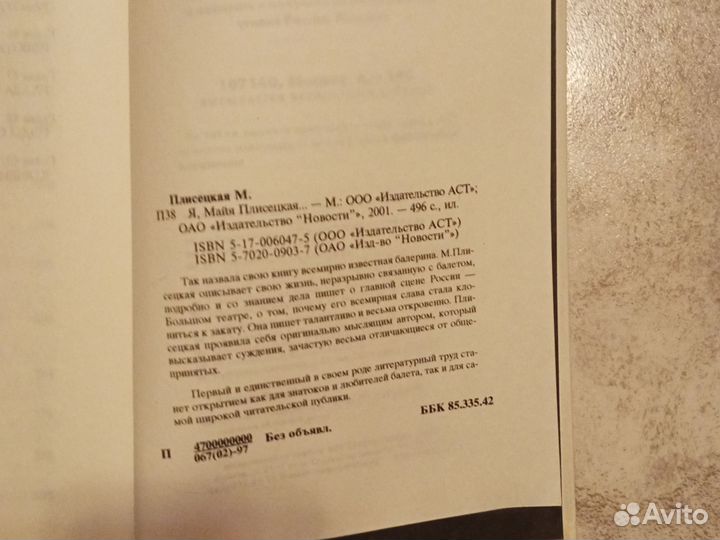 Плисецкая М.
П38 Я, Майя Плисецкая... — М.: ООО «Издательство АСТ»;
ОАО «Издательство “Новости”», 2001. — 496 с., ил.
ISBN 5-17-006047-5 (ООО «Издательство АСТ»)
ISBN 5-7020-0903-7 (ОАО «Изд-во “Новости”»)
Так назвала свою книгу всемирно известная балерина. М.Пли-
сецкая описывает свою жизнь, неразрывно связанную с балетом,
подробно и со знанием дела пишет о главной сцене России —
Большом театре, о том, почему его всемирная слава стала кло-
ниться к закату. Она пишет талантливо и весьма откровенно. Пли-
сецкая проявила себя оригинально мыслящим автором, который
высказывает суждения, зачастую весьма отличающиеся от обще-
принятых.
Первый и единственный в своем роде литературный труд ста-
нет открытием как для знатоков и любителей балета, так и для са-
мой широкой читательской публики.
ББК 85.335.42
П 4700000000 Без объявл.
067(02)-97
Avito